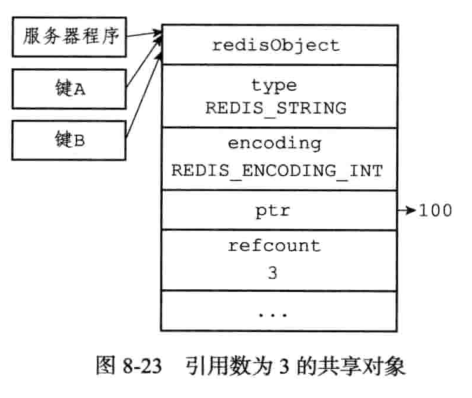 服务器程序
键A
键B
redisObject
type
REDIS_STRING
encoding
REDIS_ENCODING_INT
ptr
100
refcount
3
...
图 8-23 引用数为 3 的共享对象